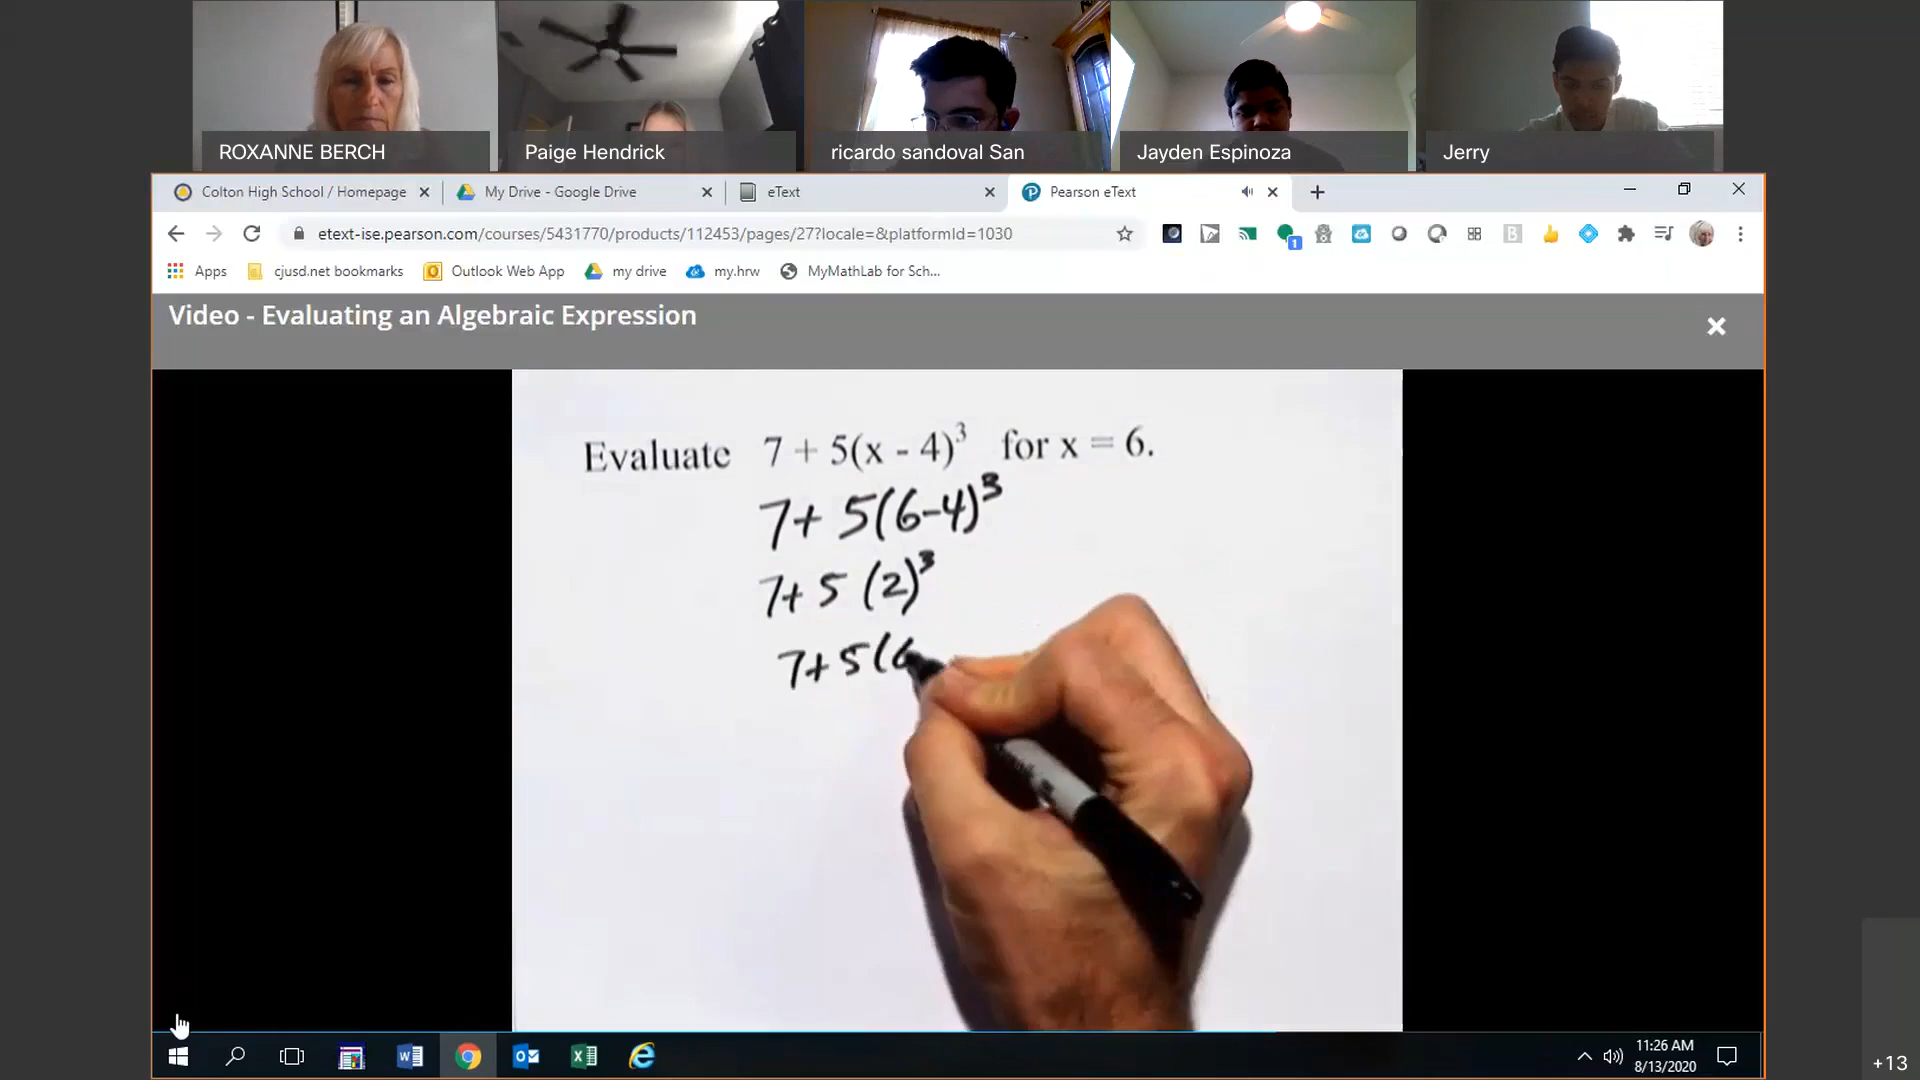 ROXANNE BERCH
Paige Hendrick
ricardo sandoval San
Jayden Espinoza
Jerry
Colton High School / Homepage
My Drive - Google Drive
eText
Pearson eText
etext-ise.pearson.com/courses/5431770/products/112453/pages/27?locale=&platformId=1030
1
B
Apps
cjusd.net bookmarks
Outlook Web App
my drive
my.hrw
MyMathLab for Sch...
Video - Evaluating an Algebraic Expression
Evaluate 7 + 5(x - 4)³ for x = 6.
7+ 5(6-4)³
7+ 5 (2)³
7+ 5(
11:26 AM
8/13/2020
+13